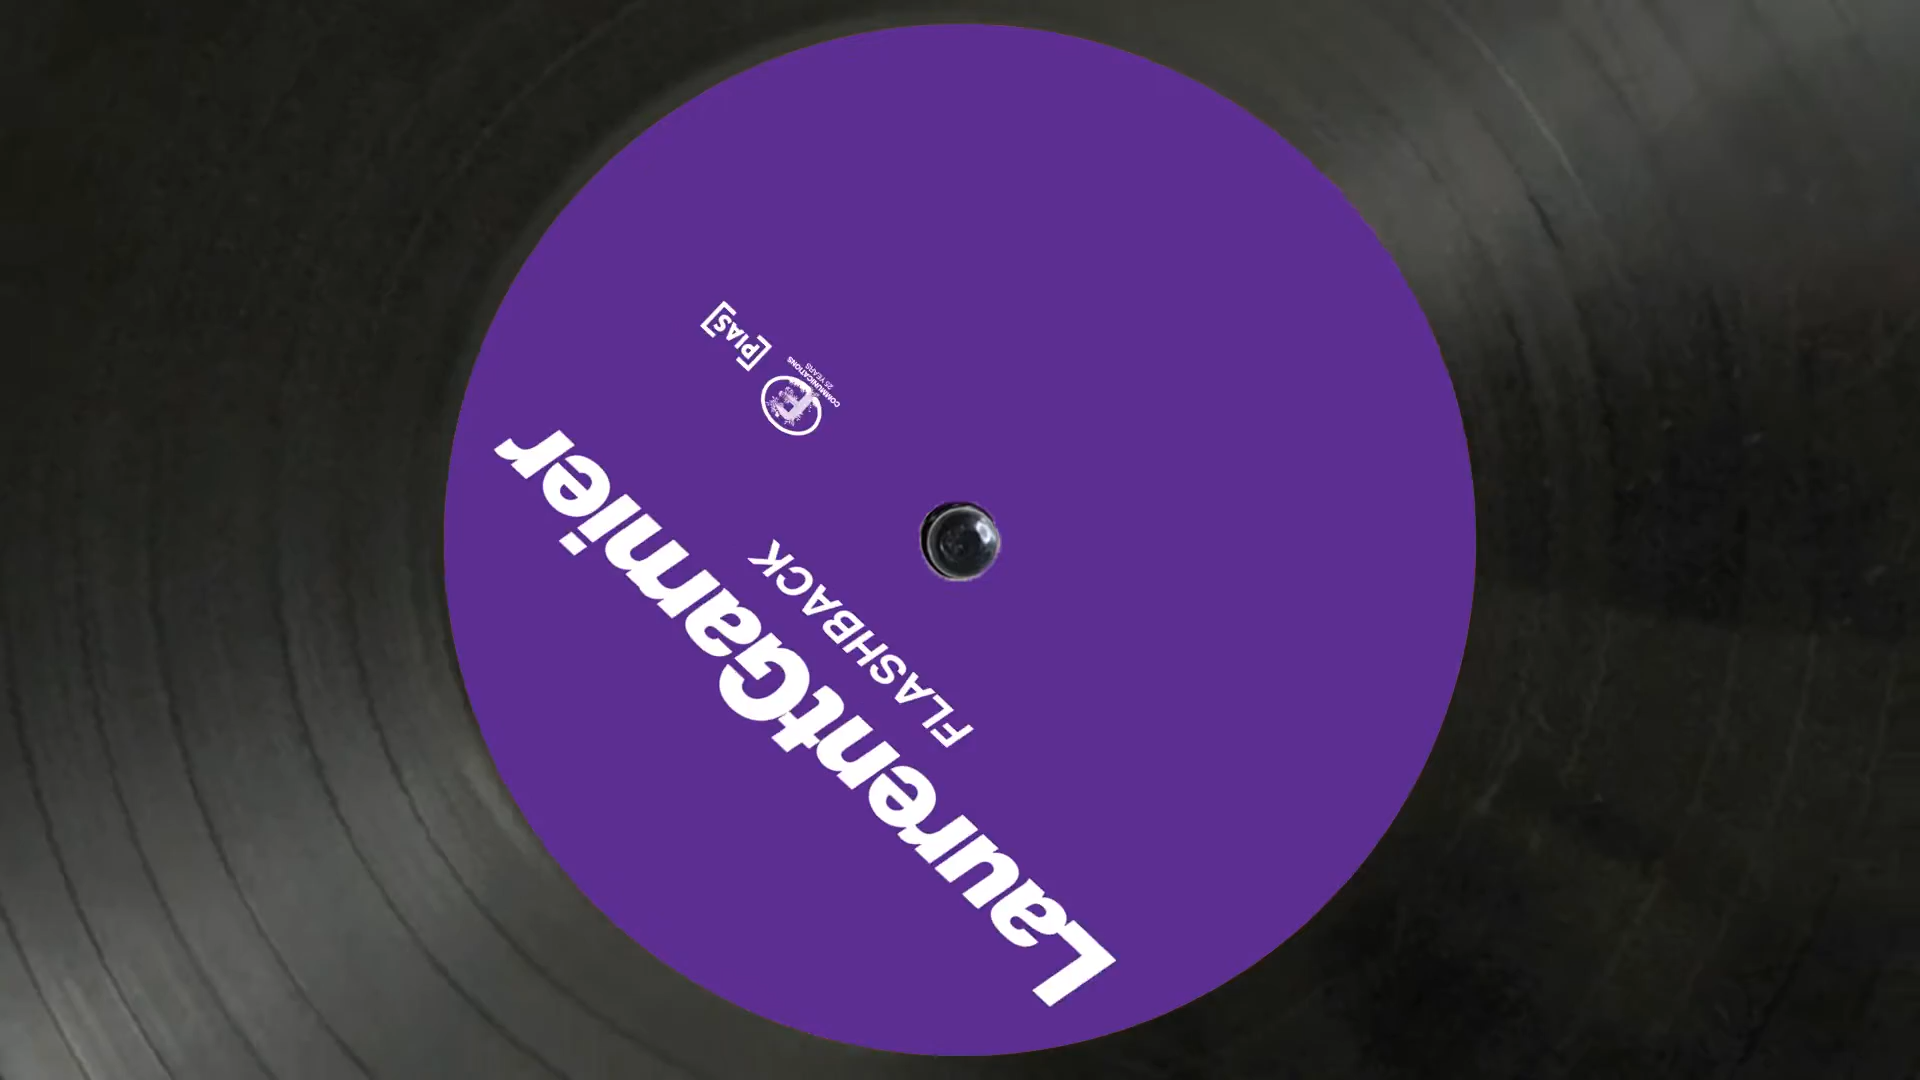 LaurentGarnier
FLASHBACK
F
COMMUNICATIONS
25 YEARS
[PIAS]